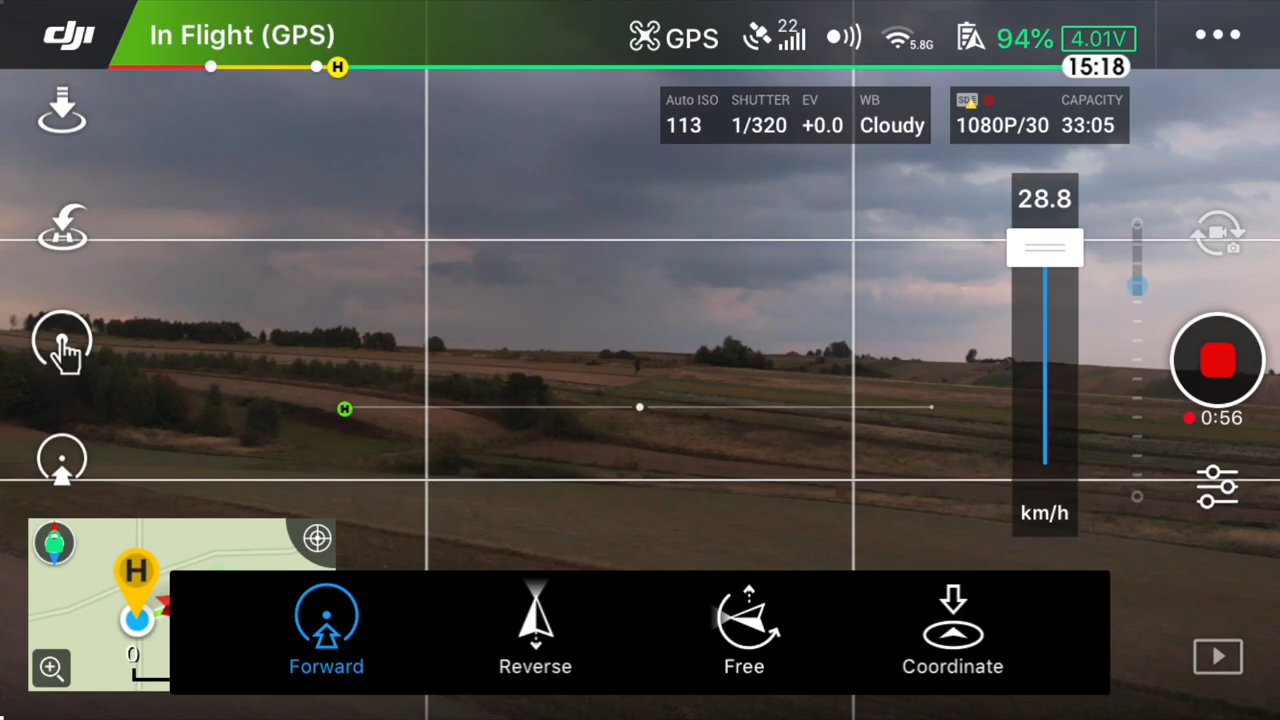 dji In Flight (GPS) GPS 22 5.8G 94% 4.01V
H 15:18
Auto ISO SHUTTER EV WB SD CAPACITY
113 1/320 +0.0 Cloudy 1080P/30 33:05
28.8
H
0:56
km/h
H
0
Forward Reverse Free Coordinate